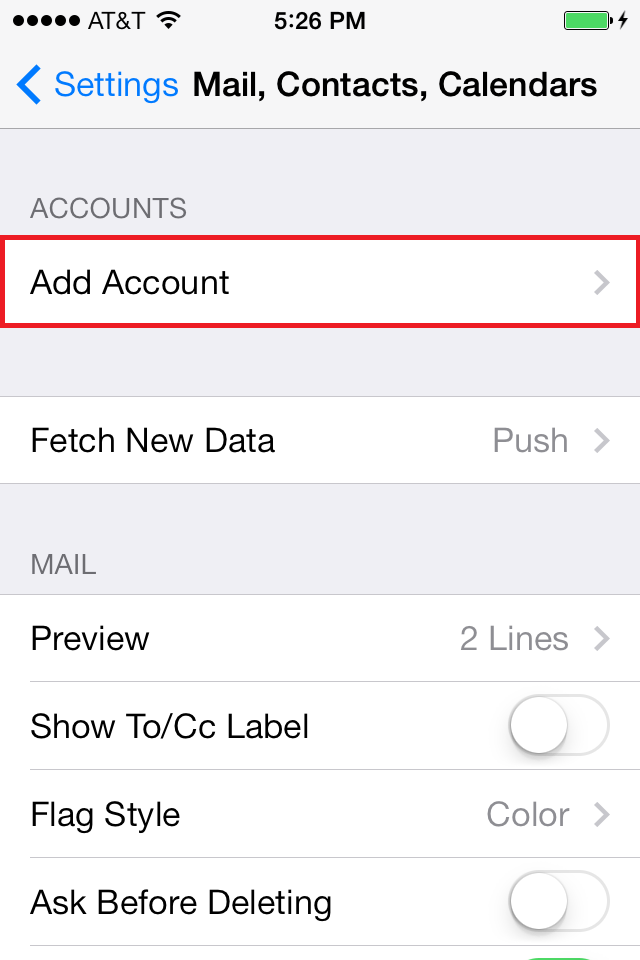 AT&T 5:26 PM
Settings Mail, Contacts, Calendars
ACCOUNTS
Add Account
Fetch New Data Push
MAIL
Preview 2 Lines
Show To/Cc Label
Flag Style Color
Ask Before Deleting